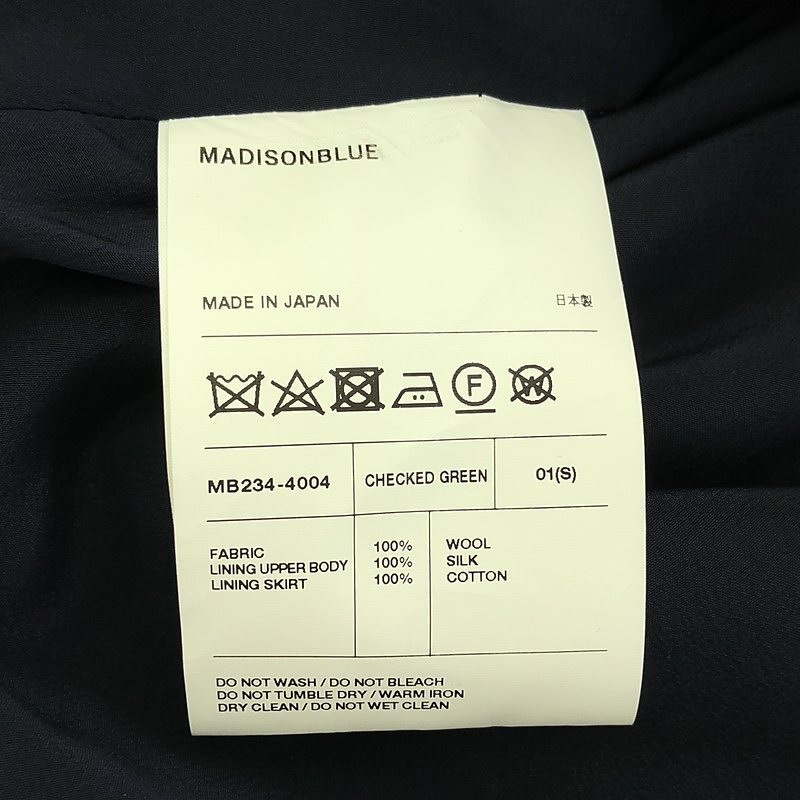 MADISONBLUE
MADE IN JAPAN 日本製
F W
MB234-4004 CHECKED GREEN 01(S)
FABRIC 100% WOOL
LINING UPPER BODY 100% SILK
LINING SKIRT 100% COTTON
DO NOT WASH / DO NOT BLEACH
DO NOT TUMBLE DRY / WARM IRON
DRY CLEAN / DO NOT WET CLEAN